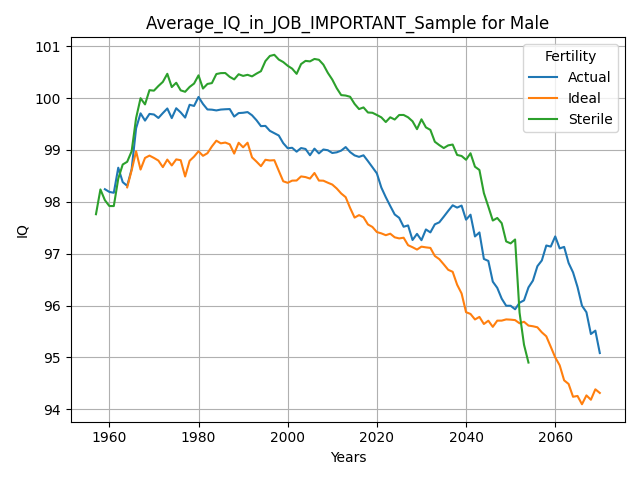 Average_IQ_in_JOB_IMPORTANT_Sample for Male
IQ
101
100
99
98
97
96
95
94
1960
1980
2000
2020
2040
2060
Years
Fertility
Actual
Ideal
Sterile